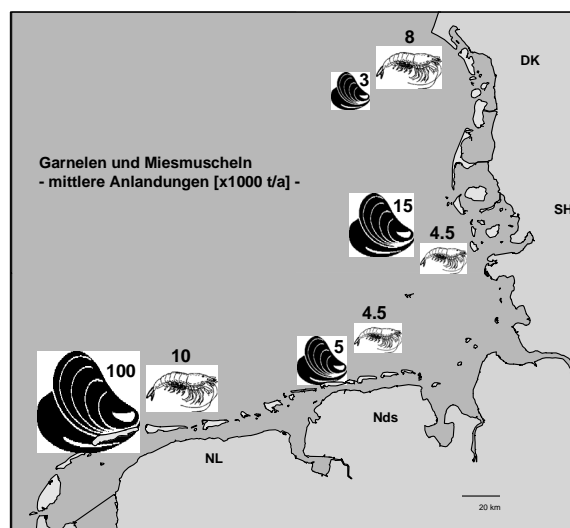 8
DK
3
Garnelen und Miesmuscheln
- mittlere Anlandungen [x1000 t/a] -
15
SH
4.5
4.5
5
10
100
Nds
NL
20 km